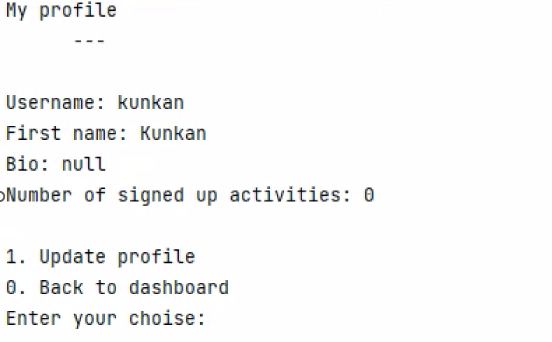 My profile
---
Username: kunkan
First name: Kunkan
Bio: null
Number of signed up activities: 0
1. Update profile
0. Back to dashboard
Enter your choise: